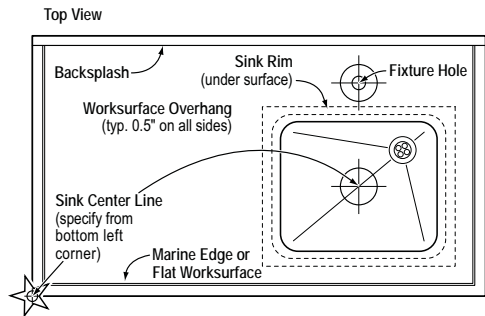 Top View
Backsplash
Sink Rim
(under surface)
Fixture Hole
Worksurface Overhang
(typ. 0.5" on all sides)
Sink Center Line
(specify from
bottom left
corner)
Marine Edge or
Flat Worksurface